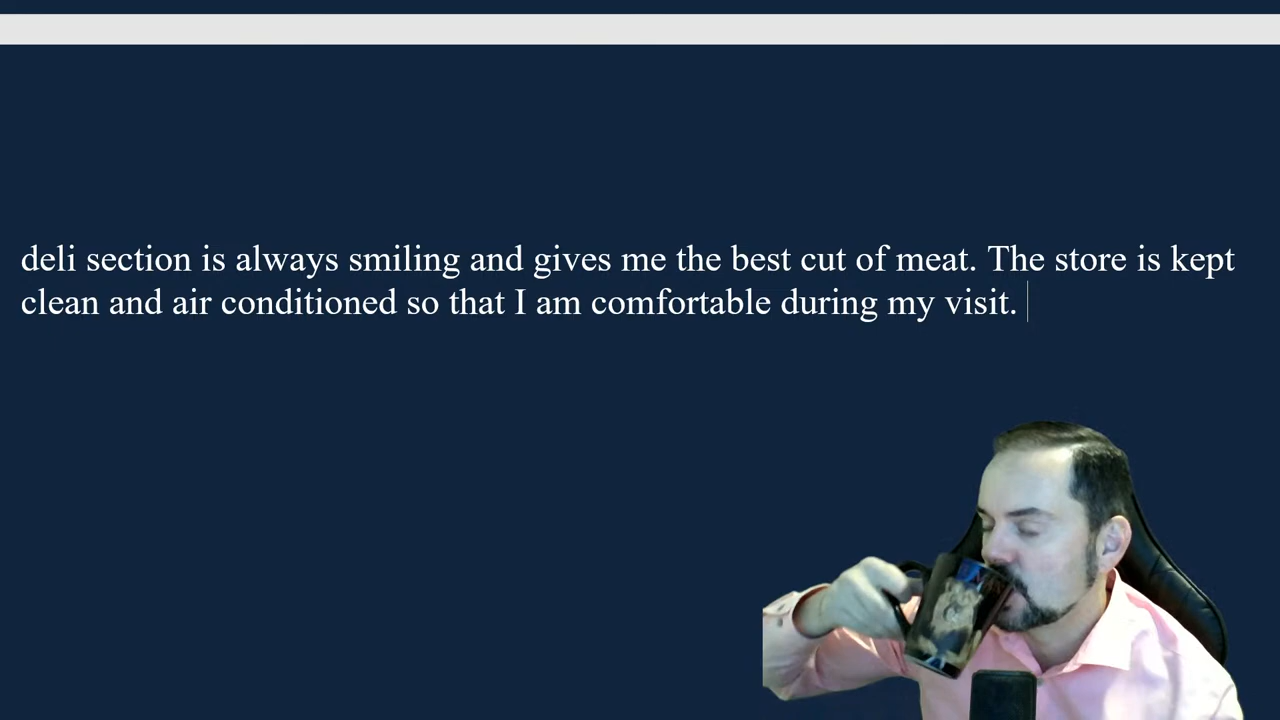 deli section is always smiling and gives me the best cut of meat. The store is kept
clean and air conditioned so that I am comfortable during my visit.